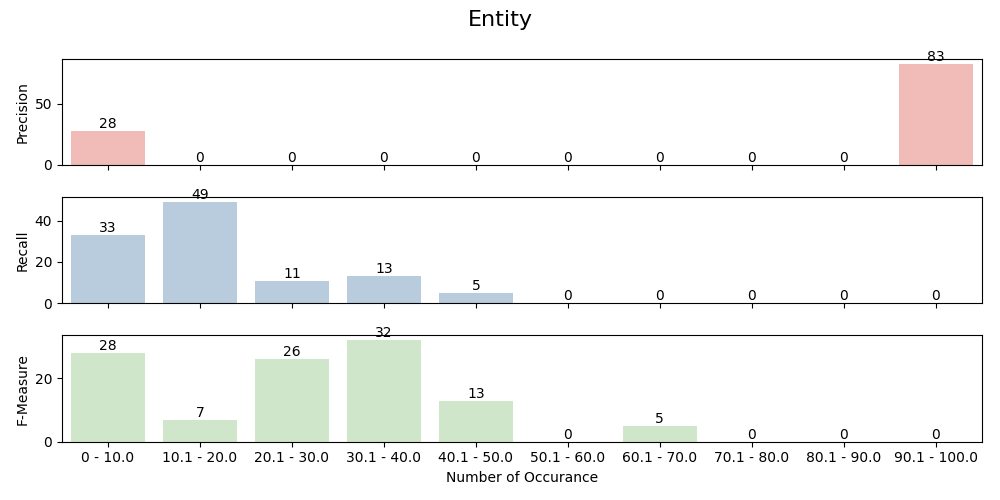 Entity
Precision
50
0
28 0 0 0 0 0 0 0 0 83
Recall
40
20
0
33 49 11 13 5 0 0 0 0 0
F-Measure
20
0
28 7 26 32 13 0 5 0 0 0
0 - 10.0 10.1 - 20.0 20.1 - 30.0 30.1 - 40.0 40.1 - 50.0 50.1 - 60.0 60.1 - 70.0 70.1 - 80.0 80.1 - 90.0 90.1 - 100.0
Number of Occurance